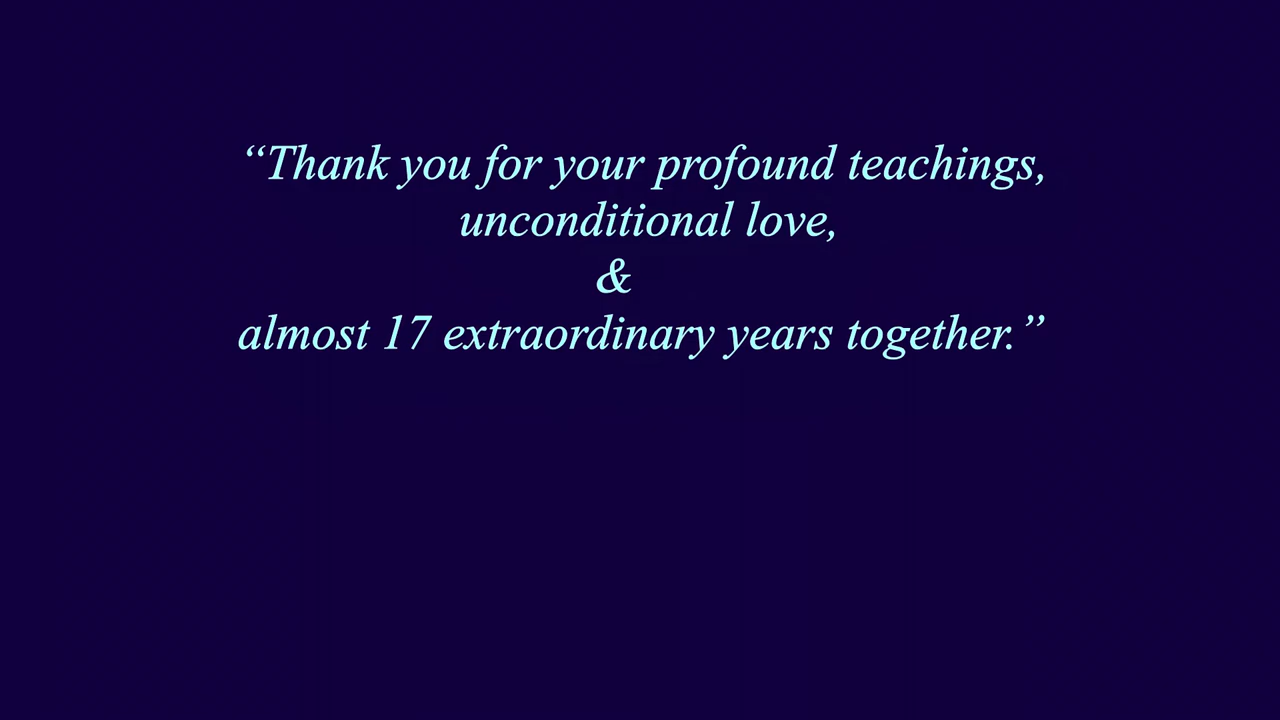 “Thank you for your profound teachings,
unconditional love,
&
almost 17 extraordinary years together.”